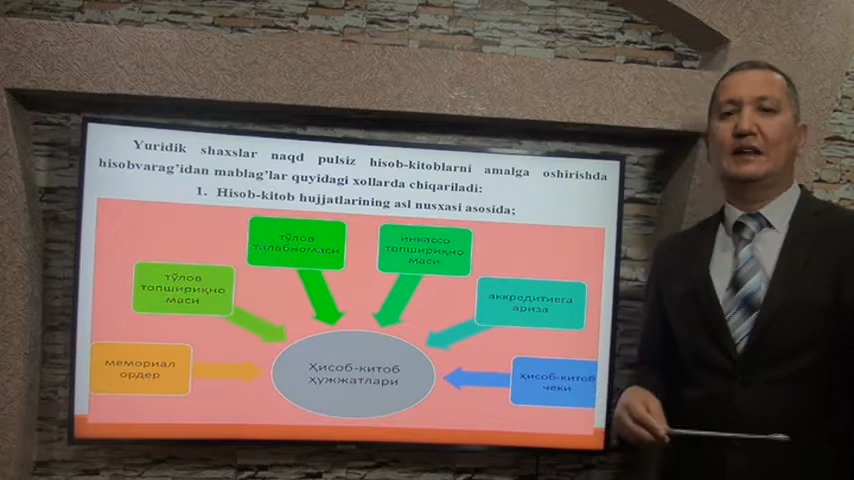 Yuridik shaxslar naqd pulsiz hisob-kitoblarni amalga oshirishda
hisobvarag'idan mablag'lar quyidagi xollarda chiqariladi:
1. Hisob-kitob hujjatlarining asl nusxasi asosida;
тўлов
талабномаси
инкассо
топшириқно
маси
тўлов
топшириқно
маси
аккредитивга
ариза
мемориал
ордер
Ҳисоб-китоб
ҳужжатлари
ҳисоб-китоб
чеки